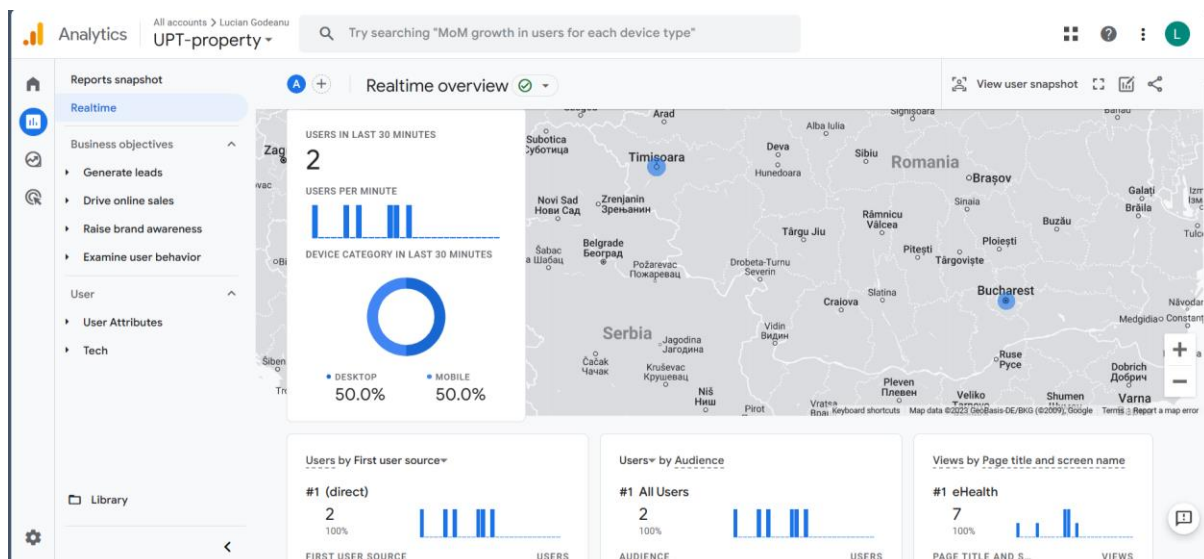 All accounts > Lucian Godeanu
Analytics
UPT-property
Try searching "MoM growth in users for each device type"
L
Reports snapshot
Realtime
Business objectives
Generate leads
Drive online sales
Raise brand awareness
Examine user behavior
User
User Attributes
Tech
Library
A
Realtime overview
View user snapshot
USERS IN LAST 30 MINUTES
2
USERS PER MINUTE
DEVICE CATEGORY IN LAST 30 MINUTES
DESKTOP
50.0%
MOBILE
50.0%
Zag
Arad
Alba Iulia
Subotica
Суботица
Timișoara
Deva
Hunedoara
Sibiu
Romania
Brașov
Galați
Brăila
Novi Sad
Нови Сад
Zrenjanin
Зрењанин
Sinaia
Râmnicu
Vâlcea
Buzău
Târgu Jiu
Pitești
Ploiești
Târgoviște
Šabac
Шабац
Belgrade
Београд
Požarevac
Пожаревац
Drobeta-Turnu
Severin
Craiova
Slatina
Bucharest
Medgidia
Constanț
Serbia
Jagodina
Јагодина
Vidin
Видин
Čačak
Чачак
Kruševac
Крушевац
Ruse
Русе
Dobrich
Добрич
Niš
Ниш
Pirot
Pleven
Плевен
Veliko
Shumen
Varna
Keyboard shortcuts
Map data ©2023 GeoBasis-DE/BKG (©2009), Google
Terms
Report a map error
Users by First user source
#1 (direct)
2
100%
FIRST USER SOURCE
USERS
Users by Audience
#1 All Users
2
100%
AUDIENCE
USERS
Views by Page title and screen name
#1 eHealth
7
100%
PAGE TITLE AND S...
VIEWS